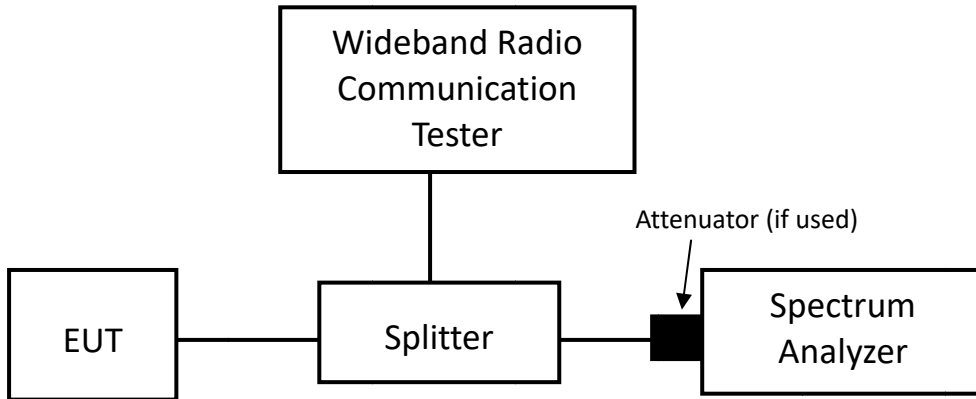 Wideband Radio
Communication
Tester
Attenuator (if used)
EUT
Splitter
Spectrum
Analyzer